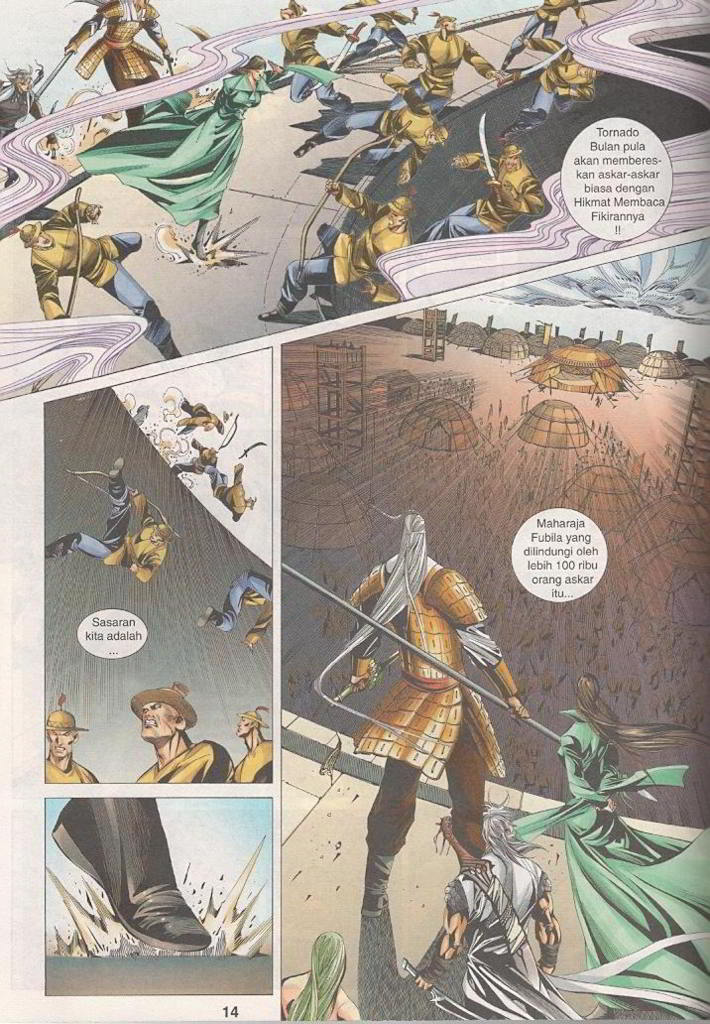 Tornado
Bulan pula
akan memberes-
kan askar-askar
biasa dengan
Hikmat Membaca
Fikirannya
!!
Sasaran
kita adalah
...
Maharaja
Fubila yang
dilindungi oleh
lebih 100 ribu
orang askar
itu...
14